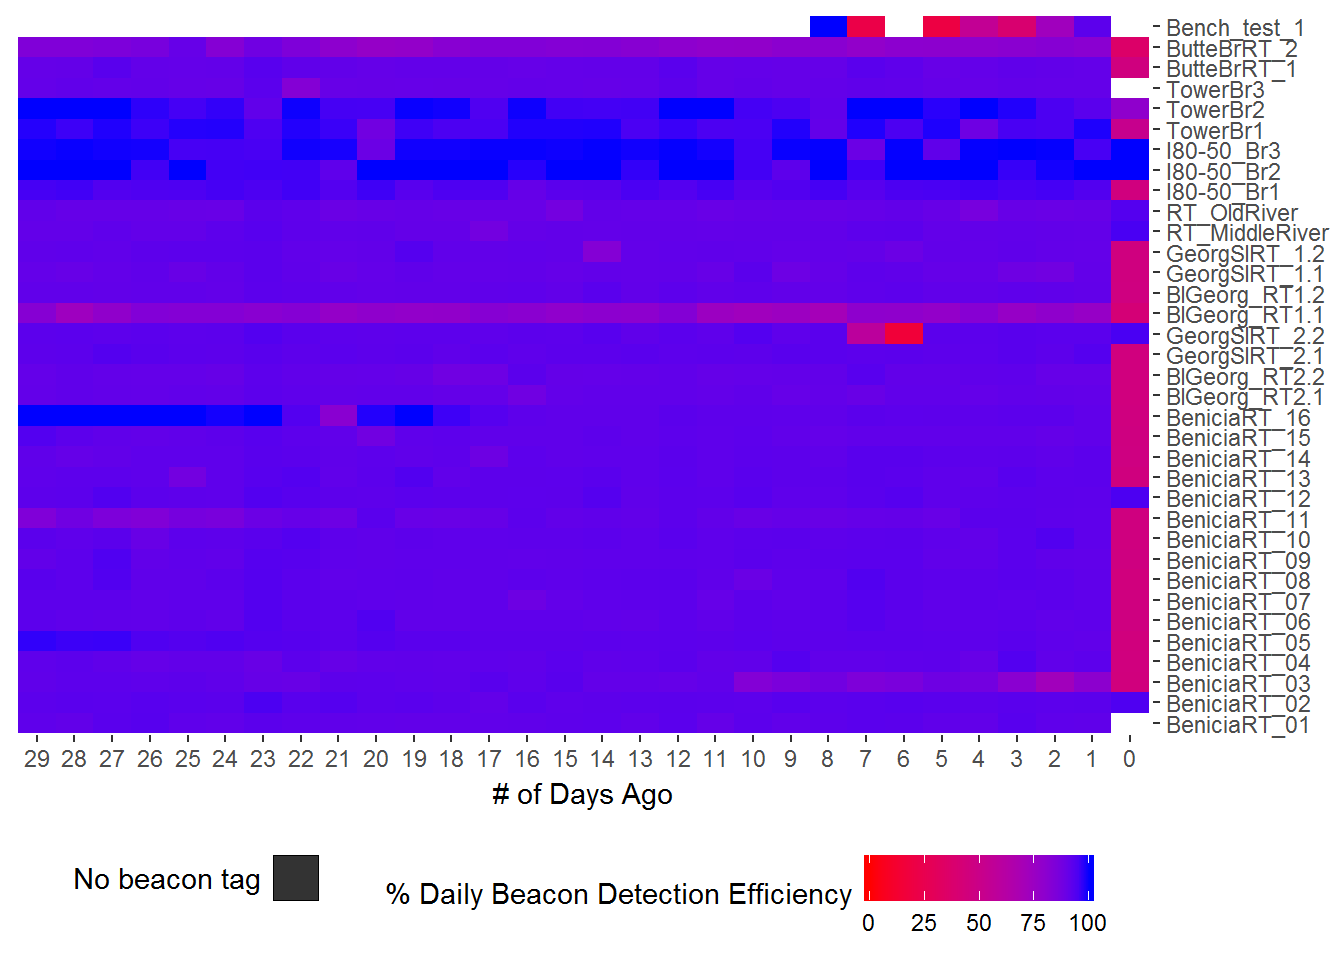 Bench_test_1
ButteBrRT_2
ButteBrRT_1
TowerBr3
TowerBr2
TowerBr1
I80-50_Br3
I80-50_Br2
I80-50_Br1
RT_OldRiver
RT_MiddleRiver
GeorgSlRT_1.2
GeorgSlRT_1.1
BlGeorg_RT1.2
BlGeorg_RT1.1
GeorgSlRT_2.2
GeorgSlRT_2.1
BlGeorg_RT2.2
BlGeorg_RT2.1
BeniciaRT_16
BeniciaRT_15
BeniciaRT_14
BeniciaRT_13
BeniciaRT_12
BeniciaRT_11
BeniciaRT_10
BeniciaRT_09
BeniciaRT_08
BeniciaRT_07
BeniciaRT_06
BeniciaRT_05
BeniciaRT_04
BeniciaRT_03
BeniciaRT_02
BeniciaRT_01
29 28 27 26 25 24 23 22 21 20 19 18 17 16 15 14 13 12 11 10 9 8 7 6 5 4 3 2 1 0
# of Days Ago
No beacon tag
% Daily Beacon Detection Efficiency
0 25 50 75 100